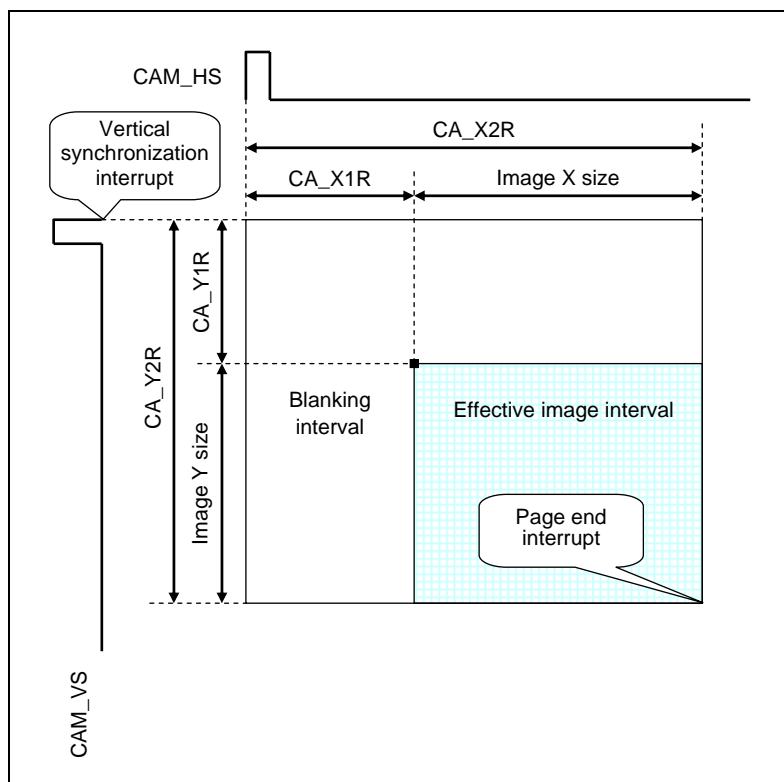 CAM_HS
Vertical
synchronization
interrupt
CA_X2R
CA_X1R
Image X size
CA_Y1R
CA_Y2R
Image Y size
Blanking
interval
Effective image interval
Page end
interrupt
CAM_VS